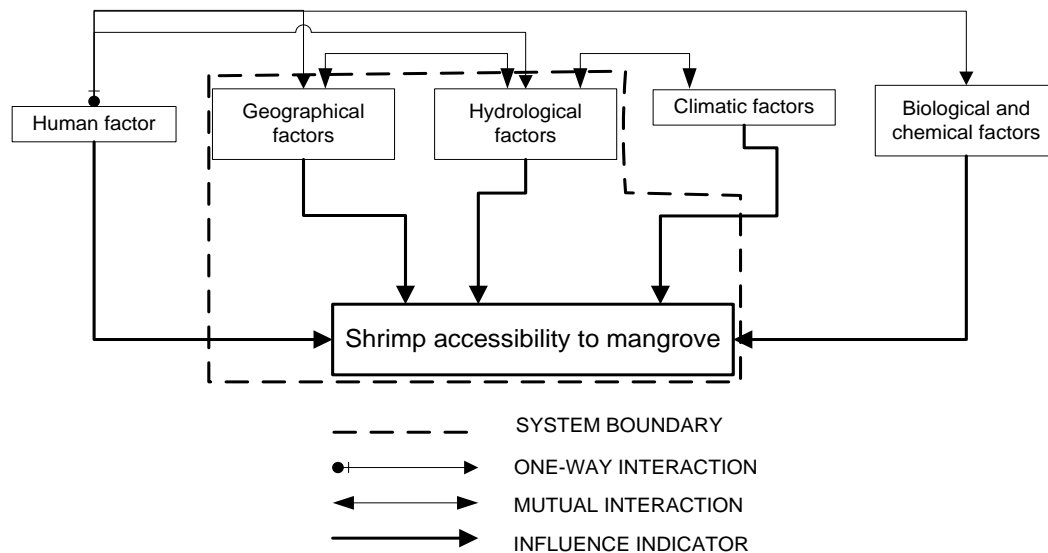 Human factor
Geographical
factors
Hydrological
factors
Climatic factors
Biological and
chemical factors
Shrimp accessibility to mangrove
SYSTEM BOUNDARY
ONE-WAY INTERACTION
MUTUAL INTERACTION
INFLUENCE INDICATOR